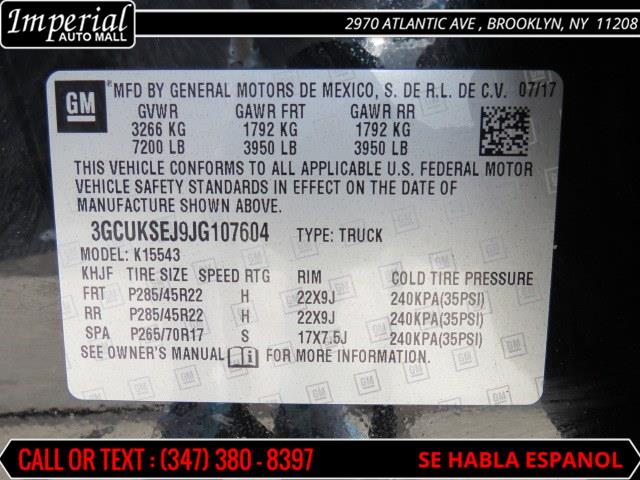 Imperial
AUTO MALL
2970 ATLANTIC AVE , BROOKLYN, NY 11208
GM
MFD BY GENERAL MOTORS DE MEXICO, S. DE R.L. DE C.V. 07/17
GVWR GAWR FRT GAWR RR
3266 KG 1792 KG 1792 KG
7200 LB 3950 LB 3950 LB
THIS VEHICLE CONFORMS TO ALL APPLICABLE U.S. FEDERAL MOTOR
VEHICLE SAFETY STANDARDS IN EFFECT ON THE DATE OF
MANUFACTURE SHOWN ABOVE.
3GCUKSEJ9JG107604 TYPE: TRUCK
MODEL: K15543
KHJF TIRE SIZE SPEED RTG RIM COLD TIRE PRESSURE
FRT P285/45R22 H 22X9J 240KPA(35PSI)
RR P285/45R22 H 22X9J 240KPA(35PSI)
SPA P265/70R17 S 17X7.5J 240KPA(35PSI)
SEE OWNER'S MANUAL FOR MORE INFORMATION
CALL OR TEXT : (347) 380 - 8397 SE HABLA ESPANOL